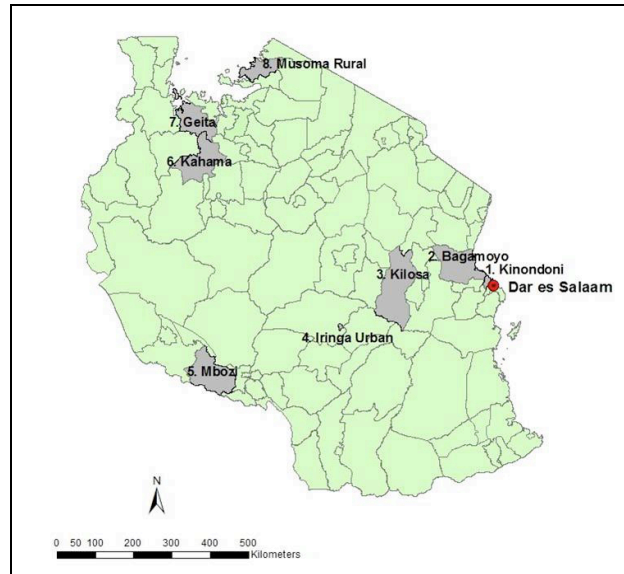 8. Musoma Rural
7. Geita
6. Kahama
2. Bagamoyo
1. Kinondoni
3. Kilosa
Dar es Salaam
4. Iringa Urban
5. Mbozi
N
0 50 100 200 300 400 500
Kilometers